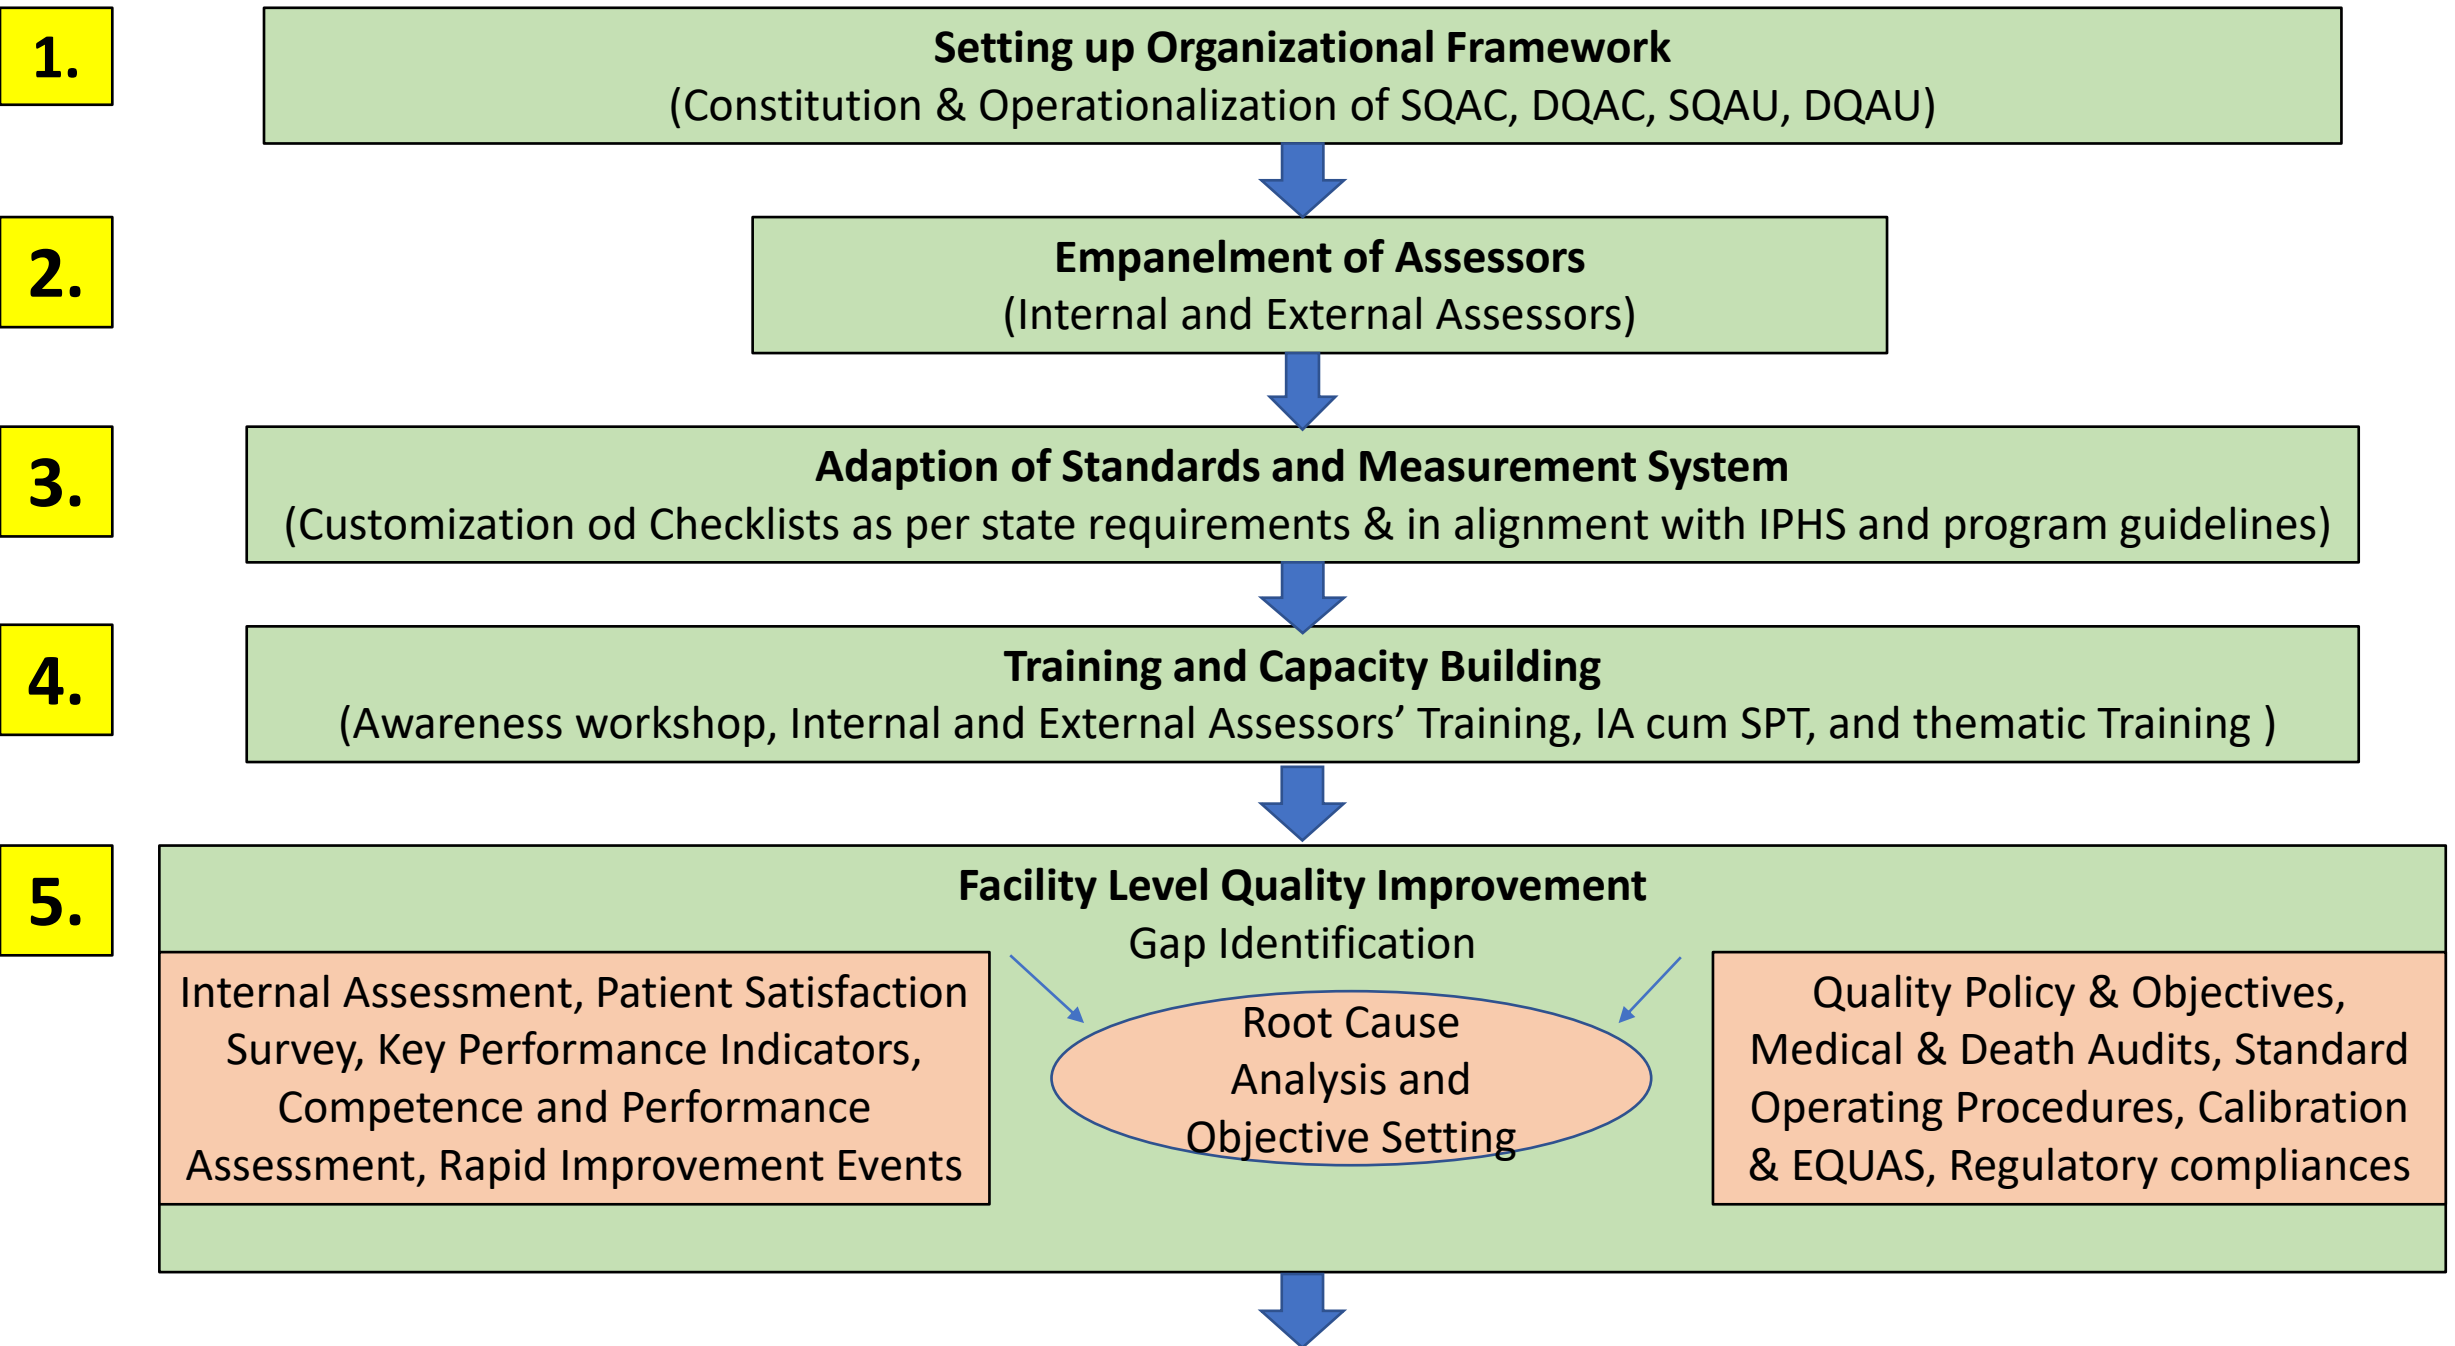 1.
Setting up Organizational Framework
(Constitution & Operationalization of SQAC, DQAC, SQAU, DQAU)
2.
Empanelment of Assessors
(Internal and External Assessors)
3.
Adaption of Standards and Measurement System
(Customization od Checklists as per state requirements & in alignment with IPHS and program guidelines)
4.
Training and Capacity Building
(Awareness workshop, Internal and External Assessors’ Training, IA cum SPT, and thematic Training )
5.
Facility Level Quality Improvement
Gap Identification
Internal Assessment, Patient Satisfaction
Survey, Key Performance Indicators,
Competence and Performance
Assessment, Rapid Improvement Events
Root Cause
Analysis and
Objective Setting
Quality Policy & Objectives,
Medical & Death Audits, Standard
Operating Procedures, Calibration
& EQUAS, Regulatory compliances